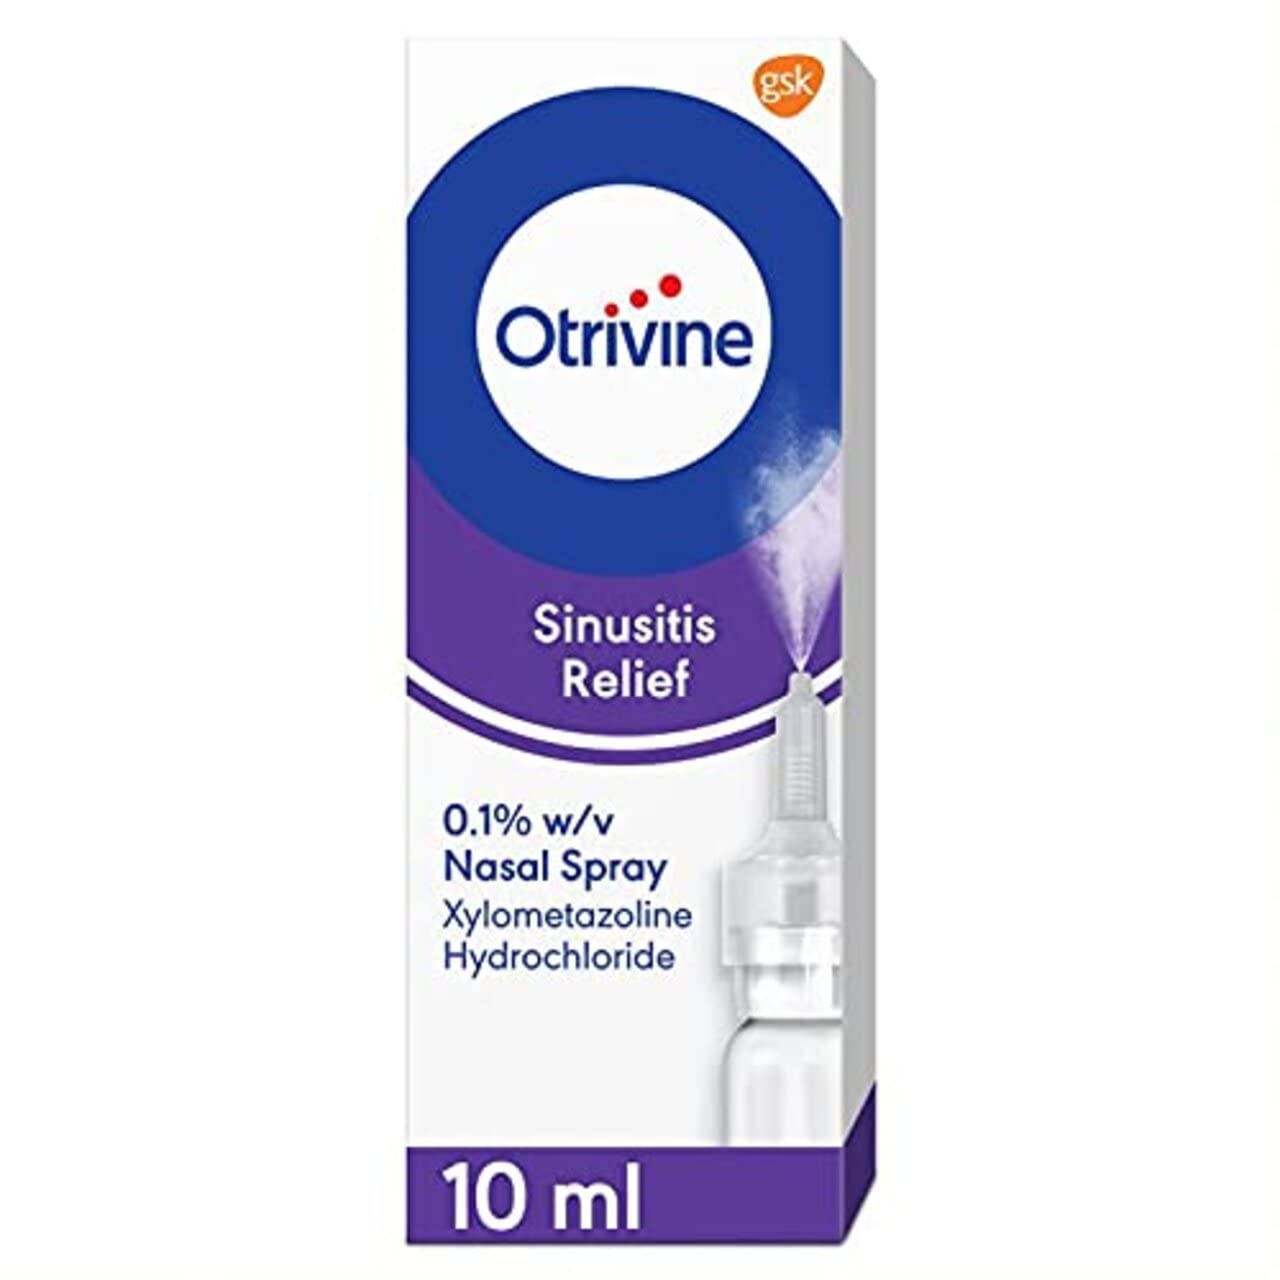 gsk
Otrivine
Sinusitis
Relief
0.1% w/v
Nasal Spray
Xylometazoline
Hydrochloride
10 ml